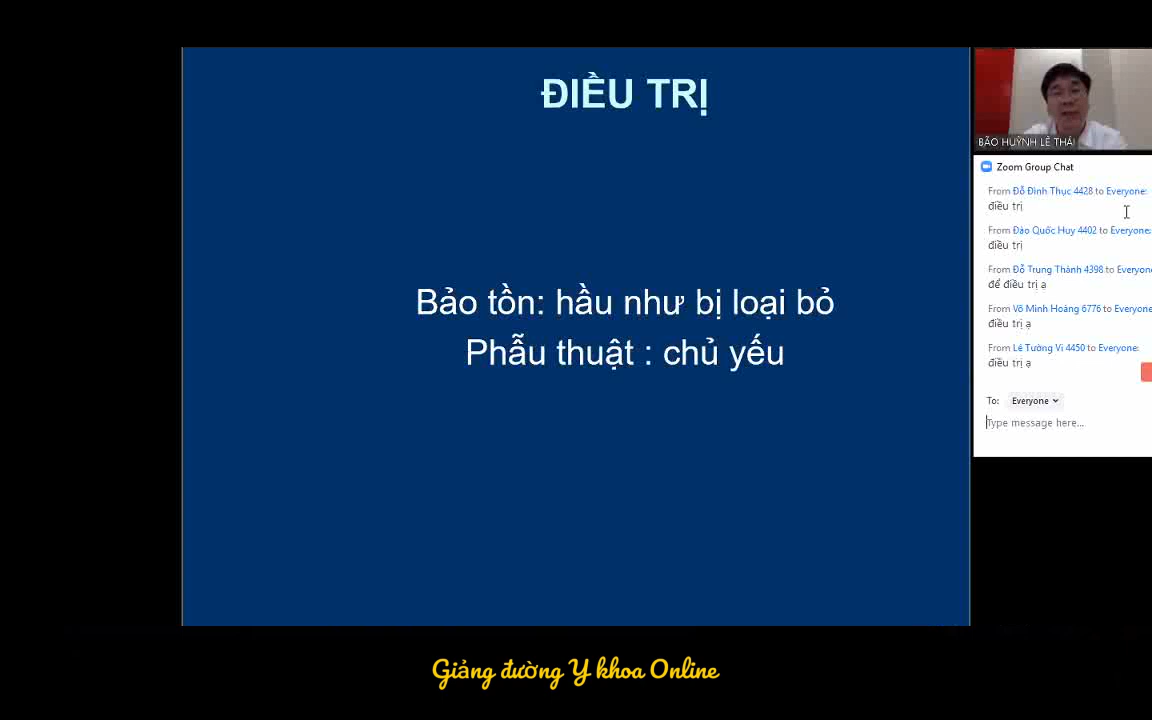 ĐIỀU TRỊ
Bảo tồn: hầu như bị loại bỏ
Phẫu thuật : chủ yếu
BẢO HUỲNH LÊ THÁI
Zoom Group Chat
From Đỗ Đình Thục 4428 to Everyone:
điều trị
From Đào Quốc Huy 4402 to Everyone:
điều trị
From Đỗ Trung Thành 4398 to Everyon
để điều trị ạ
From Võ Minh Hoàng 6776 to Everyone
điều trị ạ
From Lê Tường Vi 4450 to Everyone:
điều trị ạ
To: Everyone
Type message here...
Giảng đường Y khoa Online